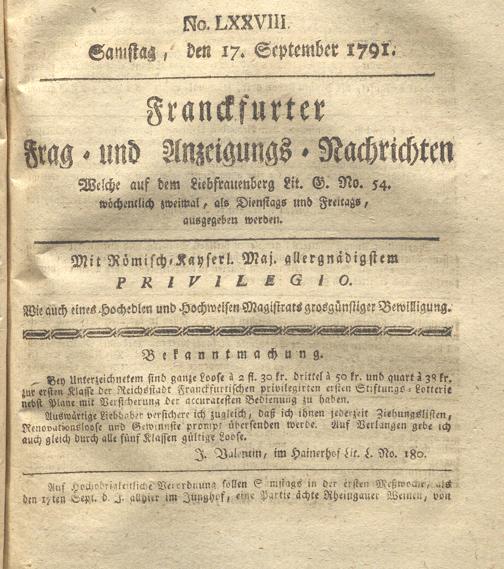 No. LXXVIII.
Samstag, den 17. September 1791.
Franckfurter
Frag - und Anzeigungs - Nachrichten
Welche auf dem Liebfrauenberg Lit. G. No. 54.
wöchentlich zweimal, als Dienstags und Freitags,
ausgegeben werden.
Mit Römisch-Kayserl. Maj. allergnädigstem
PRIVILEGIO.
Wie auch eines Hochedlen und Hochweisen Magistrats grosgünstiger Bewilligung.
Bekanntmachung.
Bey Unterzeichnetem sind ganze Loose à 2 fl. 30 kr. drittel à 50 kr. und quart à 38 kr.
zur ersten Klasse der Reichsstadt Franckfurtischen privilegirten ersten Stiftungs-Lotterie
nebst Plane mit Versicherung der accuratesten Bedienung zu haben.
Auswärtige Liebhaber versichere ich zugleich, daß ich ihnen jederzeit Ziehungslisten,
Renovationsloose und Gewinnste prompt übersenden werde. Auf Verlangen gebe ich
auch gleich durch alle fünf Klassen gültige Loose.
J. Valentin, im Hainerhof Lit. L. No. 180.
Auf Hochobrigkeitliche Verordnung sollen Samstags in der ersten Meßwoche, als
den 17ten Sept. d. J. allhier im Junghof, eine Partie ächte Rheingauer Weinen, von